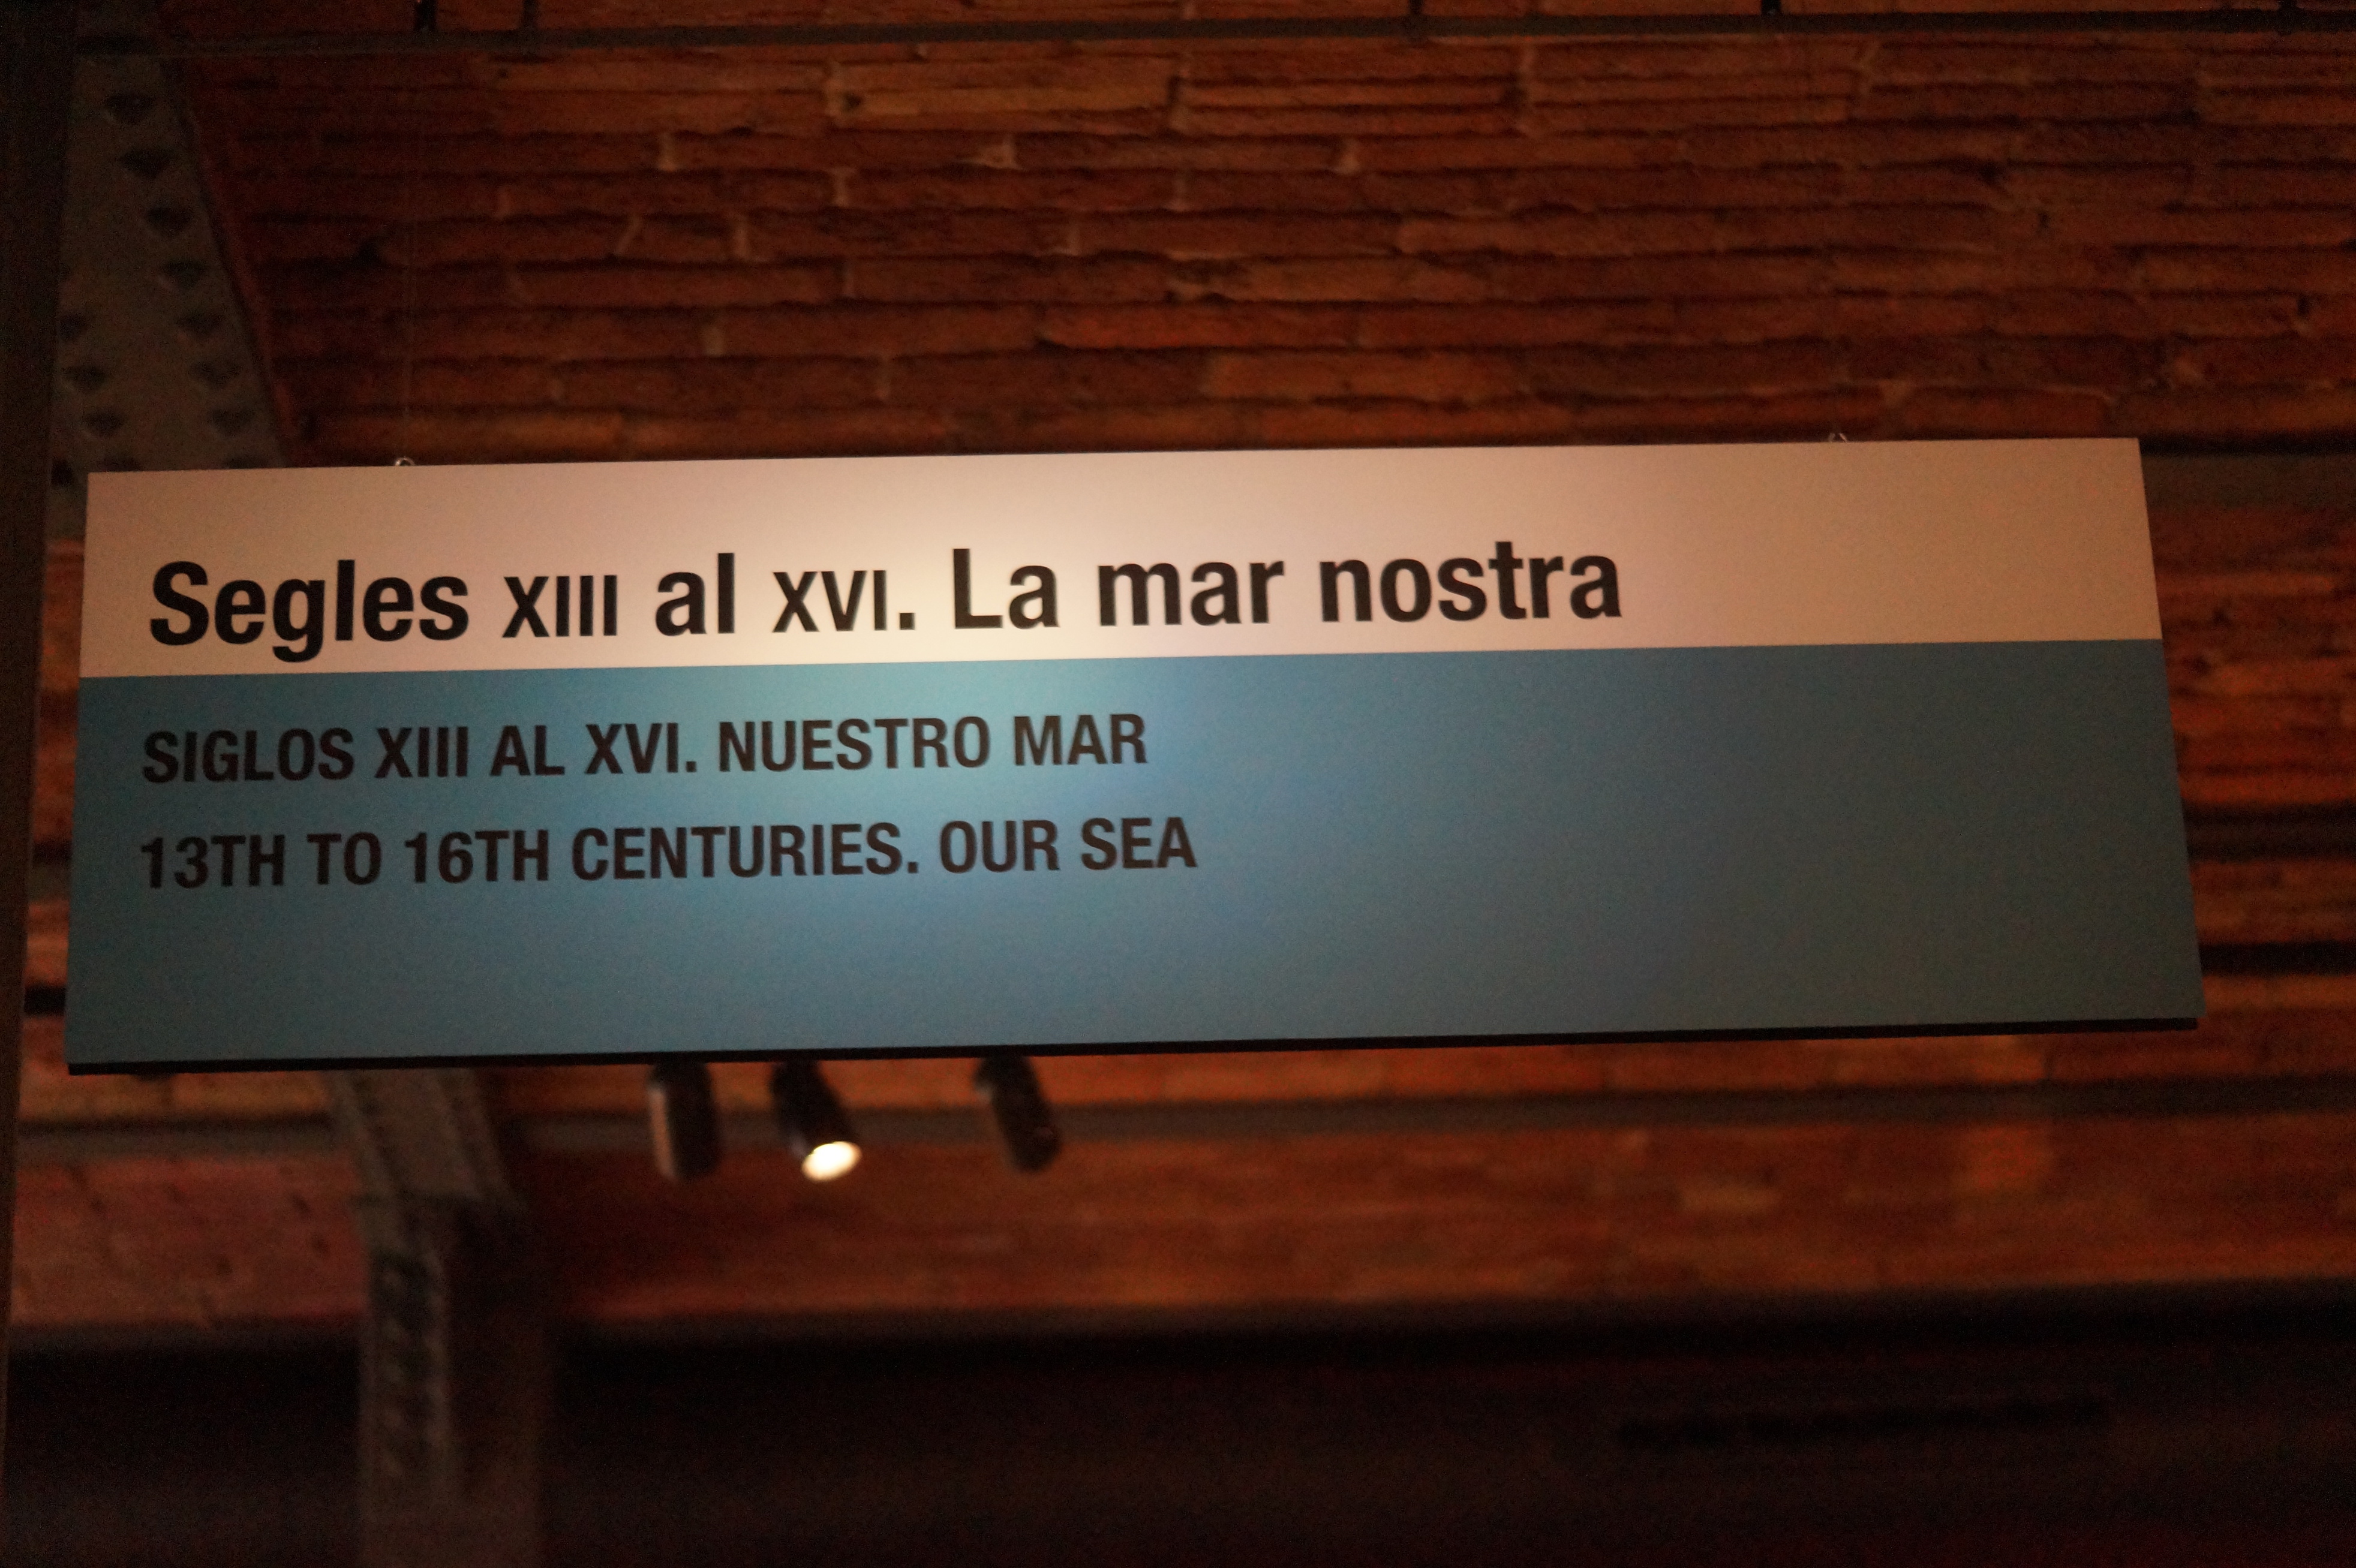 Segles XIII al XVI. La mar nostra
SIGLOS XIII AL XVI. NUESTRO MAR
13TH TO 16TH CENTURIES. OUR SEA